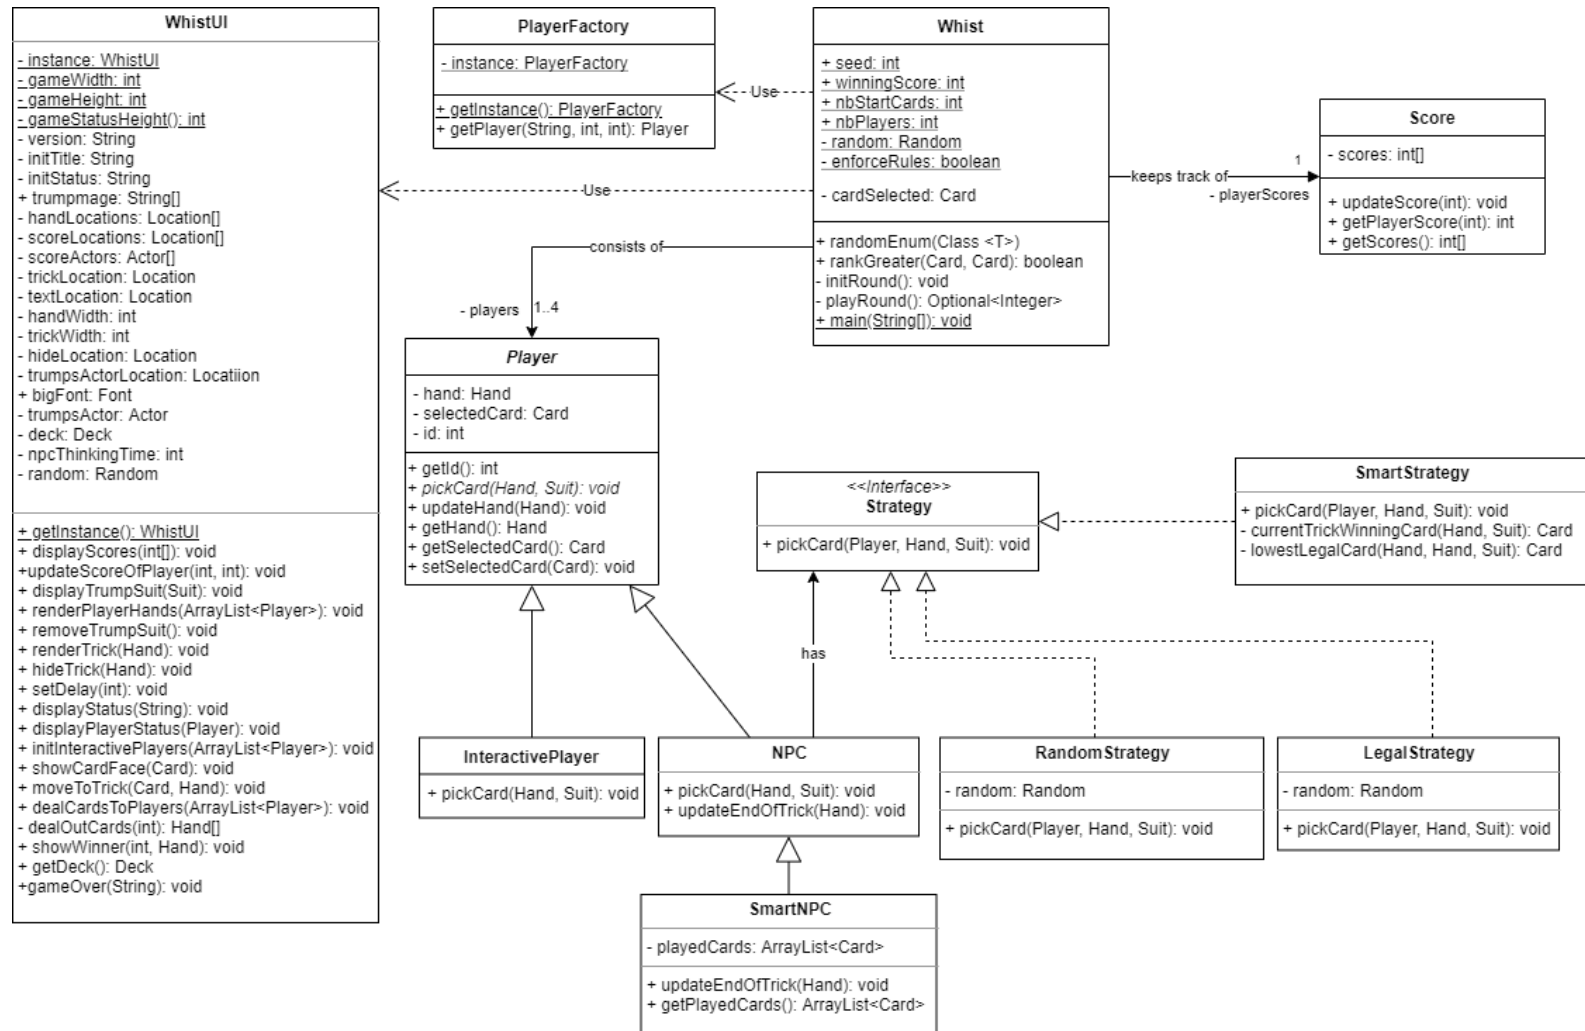 WhistUI
- instance: WhistUI
- gameWidth: int
- gameHeight: int
- gameStatusHeight(): int
- version: String
- initTitle: String
- initStatus: String
+ trumpmage: String[]
- handLocations: Location[]
- scoreLocations: Location[]
- scoreActors: Actor[]
- trickLocation: Location
- textLocation: Location
- handWidth: int
- trickWidth: int
- hideLocation: Location
- trumpsActorLocation: Locatiion
+ bigFont: Font
- trumpsActor: Actor
- deck: Deck
- npcThinkingTime: int
- random: Random
+ getInstance(): WhistUI
+ displayScores(int[]): void
+updateScoreOfPlayer(int, int): void
+ displayTrumpSuit(Suit): void
+ renderPlayerHands(ArrayList<Player>): void
+ removeTrumpSuit(): void
+ renderTrick(Hand): void
+ hideTrick(Hand): void
+ setDelay(int): void
+ displayStatus(String): void
+ displayPlayerStatus(Player): void
+ initInteractivePlayers(ArrayList<Player>): void
+ showCardFace(Card): void
+ moveToTrick(Card, Hand): void
+ dealCardsToPlayers(ArrayList<Player>): void
- dealOutCards(int): Hand[]
+ showWinner(int, Hand): void
+ getDeck(): Deck
+gameOver(String): void
PlayerFactory
- instance: PlayerFactory
+ getInstance(): PlayerFactory
+ getPlayer(String, int, int): Player
Use
Use
Whist
+ seed: int
+ winningScore: int
+ nbStartCards: int
+ nbPlayers: int
- random: Random
- enforceRules: boolean
- cardSelected: Card
+ randomEnum(Class <T>)
+ rankGreater(Card, Card): boolean
- initRound(): void
- playRound(): Optional<Integer>
+ main(String[]): void
keeps track of
1
- playerScores
Score
- scores: int[]
+ updateScore(int): void
+ getPlayerScore(int): int
+ getScores(): int[]
consists of
- players
1..4
Player
- hand: Hand
- selectedCard: Card
- id: int
+ getId(): int
+ pickCard(Hand, Suit): void
+ updateHand(Hand): void
+ getHand(): Hand
+ getSelectedCard(): Card
+ setSelectedCard(Card): void
<<Interface>>
Strategy
+ pickCard(Player, Hand, Suit): void
SmartStrategy
+ pickCard(Player, Hand, Suit): void
- currentTrickWinningCard(Hand, Suit): Card
- lowestLegalCard(Hand, Hand, Suit): Card
has
InteractivePlayer
+ pickCard(Hand, Suit): void
NPC
+ pickCard(Hand, Suit): void
+ updateEndOfTrick(Hand): void
RandomStrategy
- random: Random
+ pickCard(Player, Hand, Suit): void
LegalStrategy
- random: Random
+ pickCard(Player, Hand, Suit): void
SmartNPC
- playedCards: ArrayList<Card>
+ updateEndOfTrick(Hand): void
+ getPlayedCards(): ArrayList<Card>